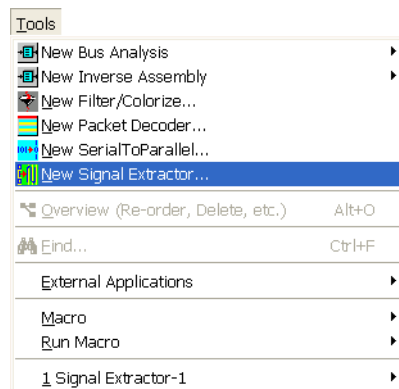 Tools
New Bus Analysis
New Inverse Assembly
New Filter/Colorize...
New Packet Decoder...
New SerialToParallel...
New Signal Extractor...
Overview (Re-order, Delete, etc.) Alt+O
Find... Ctrl+F
External Applications
Macro
Run Macro
1 Signal Extractor-1